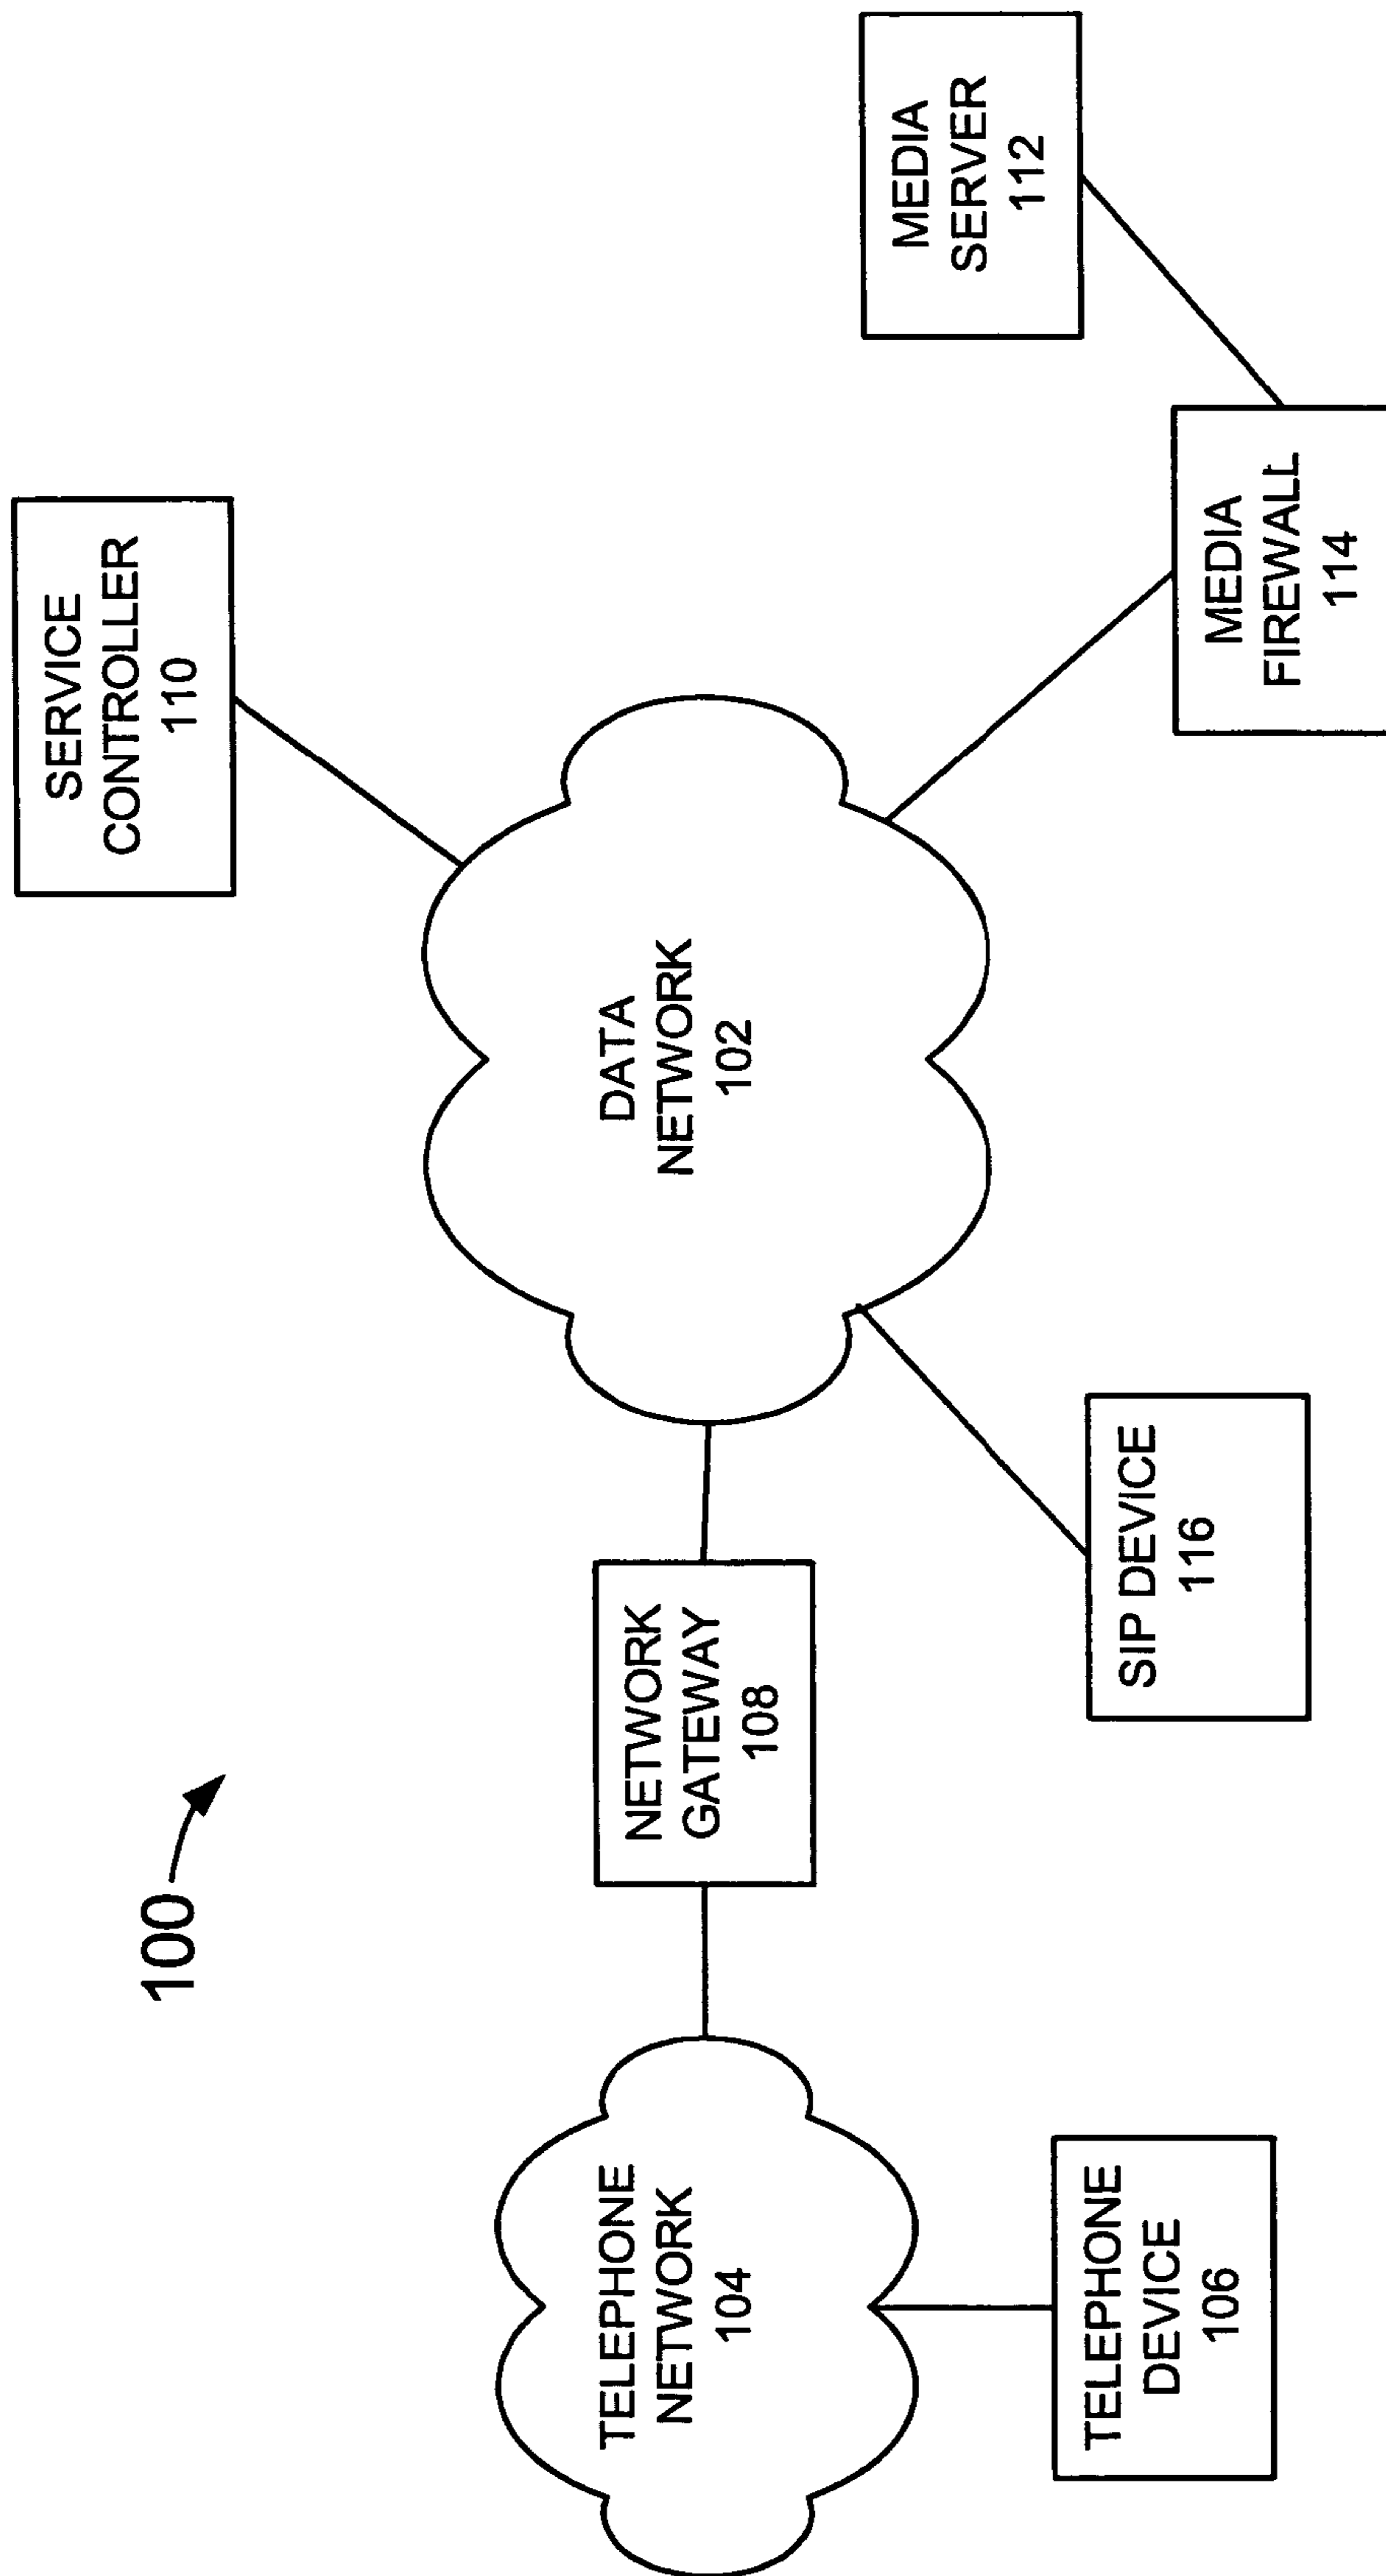 100
SERVICE
CONTROLLER
110
MEDIA
SERVER
112
DATA
NETWORK
102
TELEPHONE
NETWORK
104
NETWORK
GATEWAY
108
MEDIA
FIREWALL
114
TELEPHONE
DEVICE
106
SIP DEVICE
116